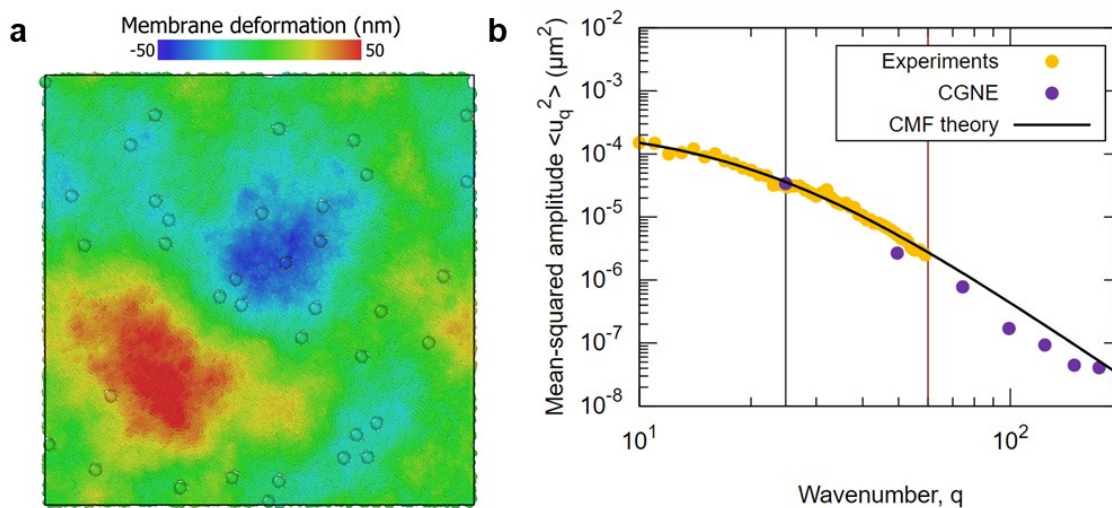 a
Membrane deformation (nm)
-50 50
b
Mean-squared amplitude <u_q^2> (μm^2)
10^-2
10^-3
10^-4
10^-5
10^-6
10^-7
10^-8
Experiments
CGNE
CMF theory
10^1 10^2
Wavenumber, q